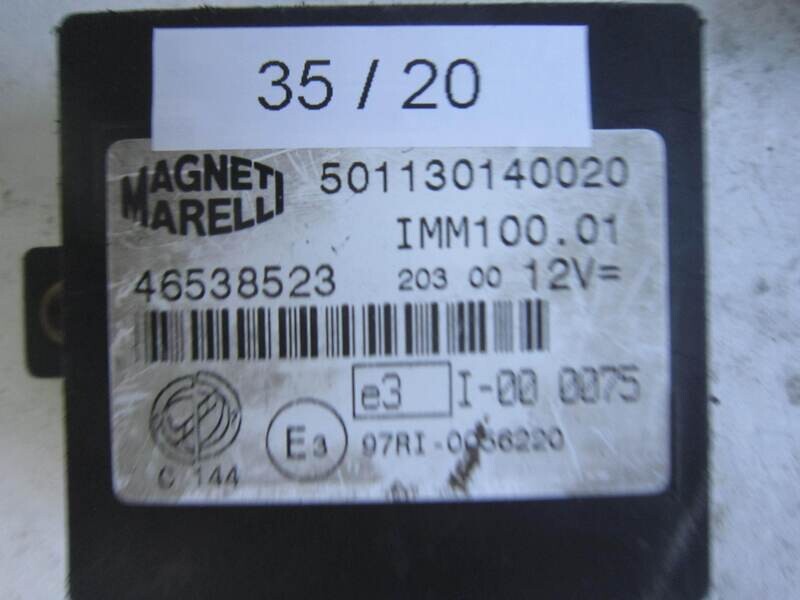 35 / 20
MAGNETI MARELLI 501130140020
IMM100.01
46538523 203 00 12V=
e3 I-00 0075
E3 97RI-0056220
C 144